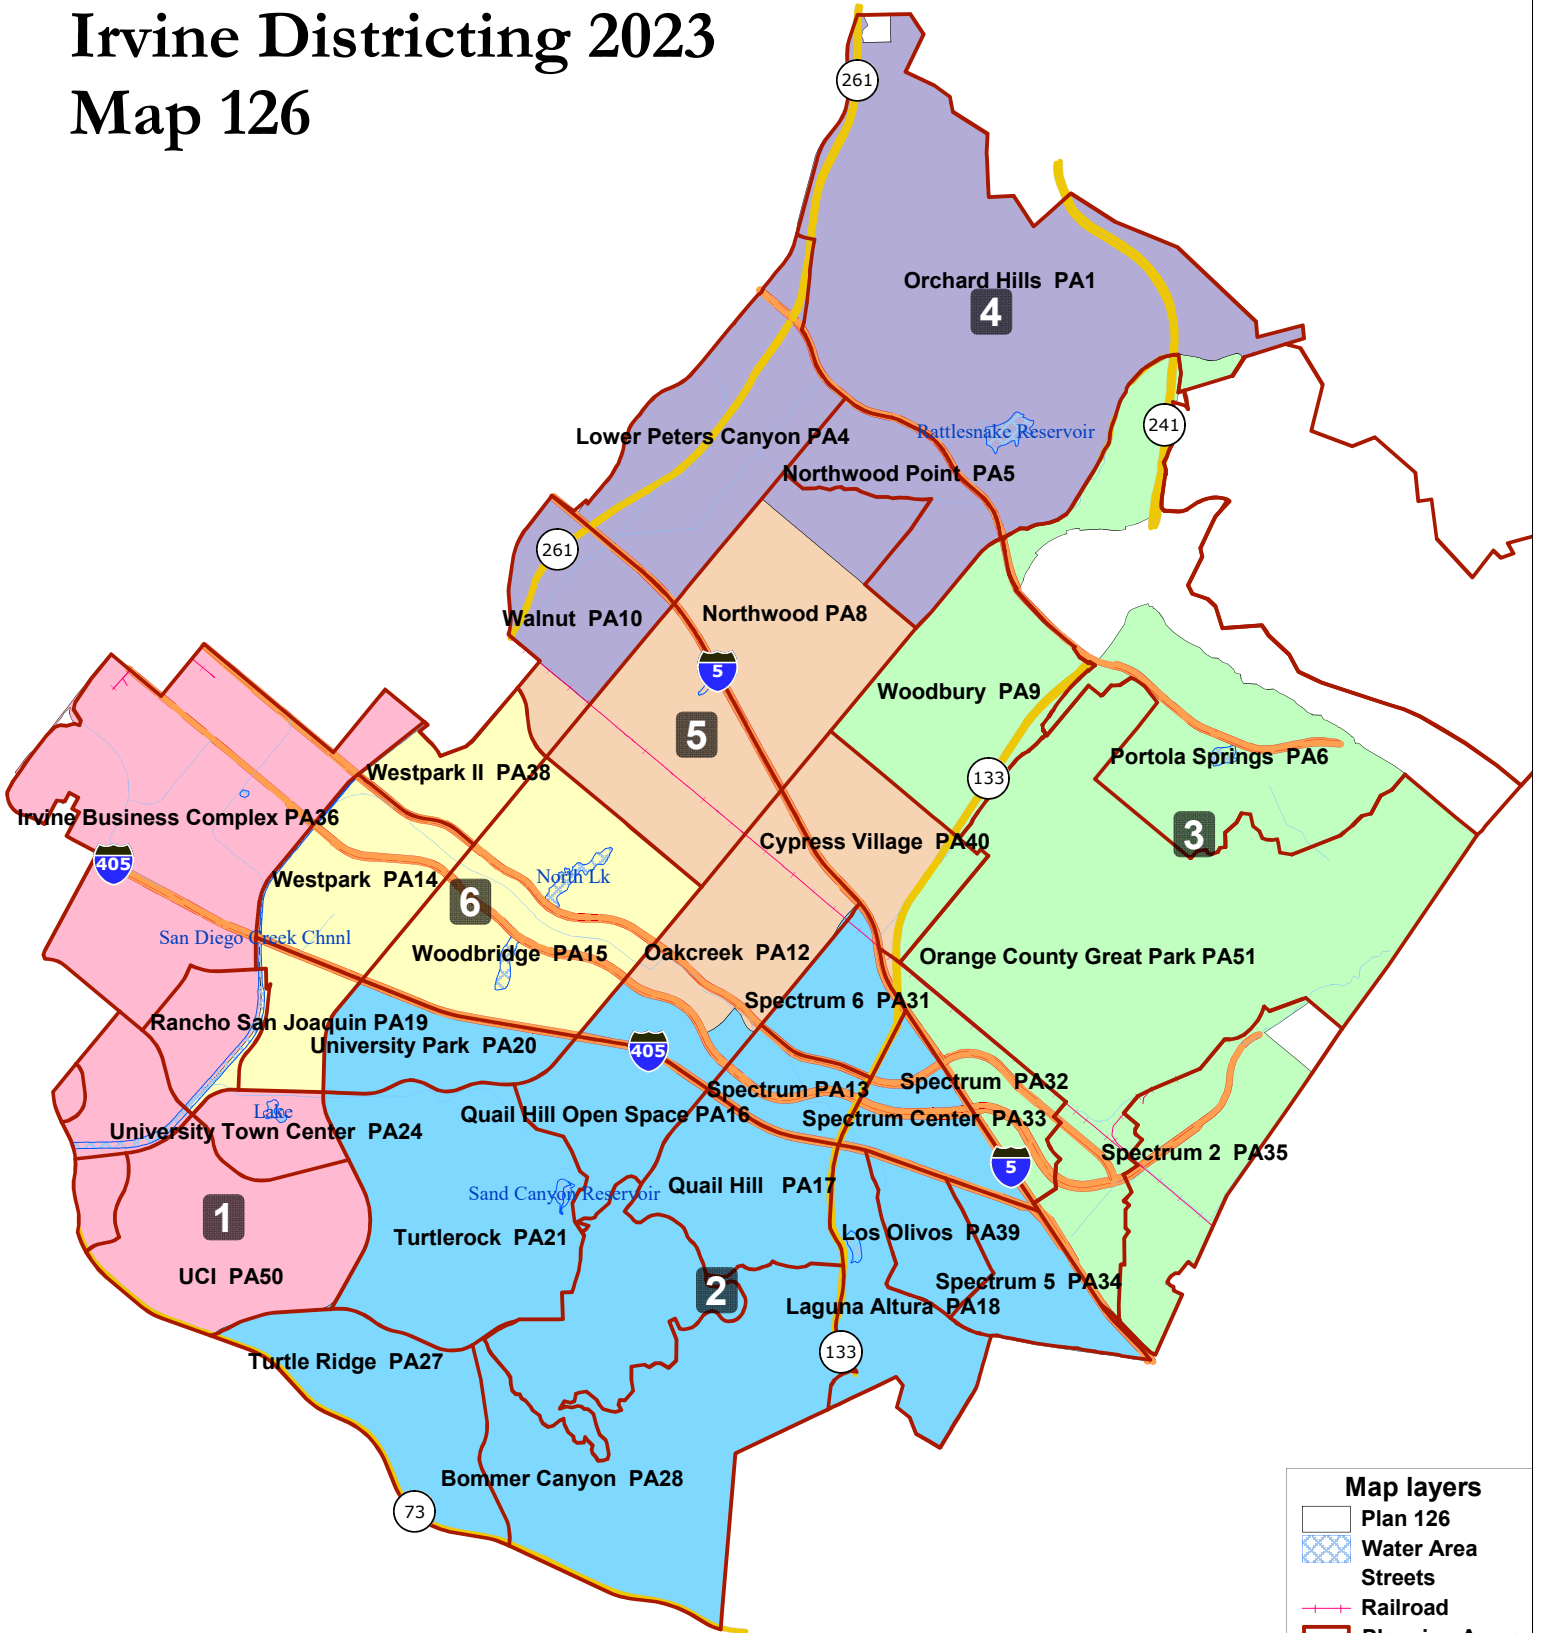 Irvine Districting 2023
Map 126
261
Orchard Hills PA1
4
241
Rattlesnake Reservoir
Lower Peters Canyon PA4
Northwood Point PA5
261
Walnut PA10
Northwood PA8
5
Woodbury PA9
5
Portola Springs PA6
133
3
Westpark II PA38
Irvine Business Complex PA36
405
Cypress Village PA40
Westpark PA14
North Lk
6
San Diego Creek Chnnl
Woodbridge PA15
Oakcreek PA12
Orange County Great Park PA51
Spectrum 6 PA31
Rancho San Joaquin PA19
University Park PA20
405
Spectrum PA13
Spectrum PA32
Lake
Quail Hill Open Space PA16
Spectrum Center PA33
University Town Center PA24
Spectrum 2 PA35
5
Sand Canyon Reservoir
Quail Hill PA17
1
Turtlerock PA21
Los Olivos PA39
UCI PA50
Spectrum 5 PA34
2
Laguna Altura PA18
133
Turtle Ridge PA27
Bommer Canyon PA28
73
Map layers
Plan 126
Water Area
Streets
Railroad